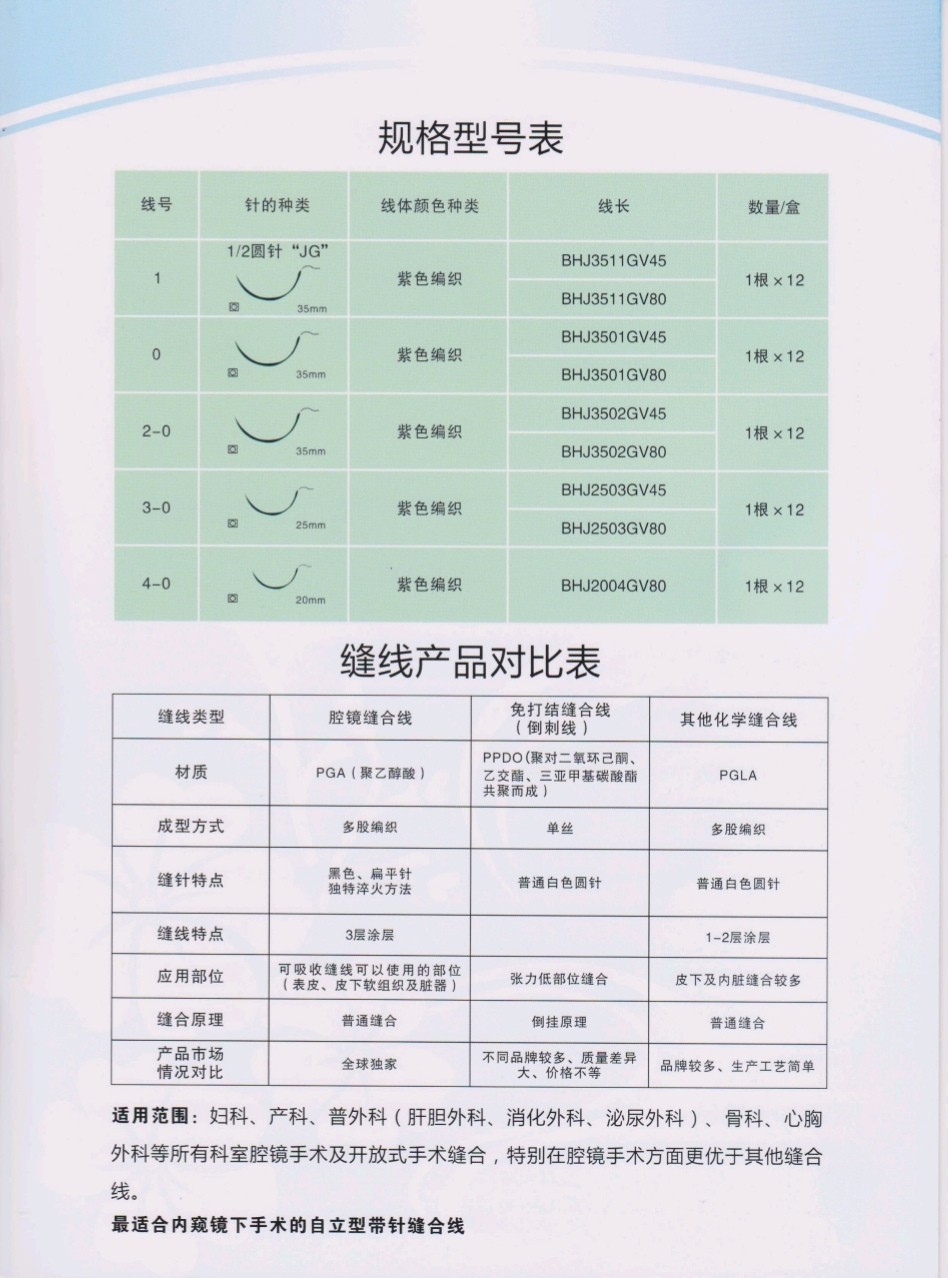 规格型号表
线号 针的种类 线体颜色种类 线长 数量/盒
1/2圆针“JG”
1 35mm 紫色编织 BHJ3511GV45 1根×12
BHJ3511GV80
0 35mm 紫色编织 BHJ3501GV45 1根×12
BHJ3501GV80
2-0 35mm 紫色编织 BHJ3502GV45 1根×12
BHJ3502GV80
3-0 25mm 紫色编织 BHJ2503GV45 1根×12
BHJ2503GV80
4-0 20mm 紫色编织 BHJ2004GV80 1根×12
缝线产品对比表
缝线类型 腔镜缝合线 免打结缝合线 其他化学缝合线
（倒刺线）
材质 PGA（聚乙醇酸） PPDO（聚对二氧环己酮、 PGLA
乙交酯、三亚甲基碳酸酯
共聚而成）
成型方式 多股编织 单丝 多股编织
缝针特点 黑色、扁平针 普通白色圆针 普通白色圆针
独特淬火方法
缝线特点 3层涂层 1-2层涂层
应用部位 可吸收缝线可以使用的部位 张力低部位缝合 皮下及内脏缝合较多
（表皮、皮下软组织及脏器）
缝合原理 普通缝合 倒挂原理 普通缝合
产品市场 全球独家 不同品牌较多、质量差异 品牌较多、生产工艺简单
情况对比 大、价格不等
适用范围：妇科、产科、普外科（肝胆外科、消化外科、泌尿外科）、骨科、心胸
外科等所有科室腔镜手术及开放式手术缝合，特别在腔镜手术方面更优于其他缝合
线。
最适合内窥镜下手术的自立型带针缝合线